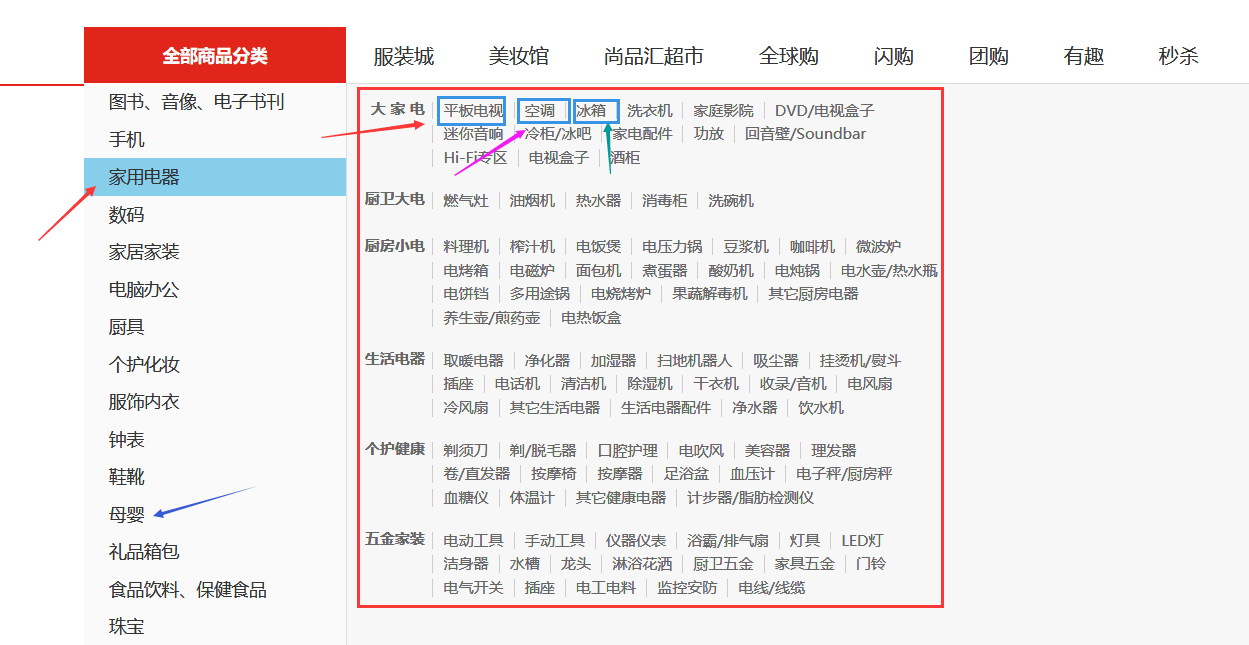 全部商品分类 服装城 美妆馆 尚品汇超市 全球购 闪购 团购 有趣 秒杀
图书、音像、电子书刊
手机
家用电器
数码
家居家装
电脑办公
厨具
个护化妆
服饰内衣
钟表
鞋靴
母婴
礼品箱包
食品饮料、保健食品
珠宝
大 家 电 平板电视 空调 冰箱 洗衣机 家庭影院 DVD/电视盒子
迷你音响 冷柜/冰吧 家电配件 功放 回音壁/Soundbar
Hi-Fi专区 电视盒子 酒柜
厨卫大电 燃气灶 油烟机 热水器 消毒柜 洗碗机
厨房小电 料理机 榨汁机 电饭煲 电压力锅 豆浆机 咖啡机 微波炉
电烤箱 电磁炉 面包机 煮蛋器 酸奶机 电炖锅 电水壶/热水瓶
电饼铛 多用途锅 电烧烤炉 果蔬解毒机 其它厨房电器
养生壶/煎药壶 电热饭盒
生活电器 取暖电器 净化器 加湿器 扫地机器人 吸尘器 挂烫机/熨斗
插座 电话机 清洁机 除湿机 干衣机 收录/音机 电风扇
冷风扇 其它生活电器 生活电器配件 净水器 饮水机
个护健康 剃须刀 剃/脱毛器 口腔护理 电吹风 美容器 理发器
卷/直发器 按摩椅 按摩器 足浴盆 血压计 电子秤/厨房秤
血糖仪 体温计 其它健康电器 计步器/脂肪检测仪
五金家装 电动工具 手动工具 仪器仪表 浴霸/排气扇 灯具 LED灯
洁身器 水槽 龙头 淋浴花洒 厨卫五金 家具五金 门铃
电气开关 插座 电工电料 监控安防 电线/线缆